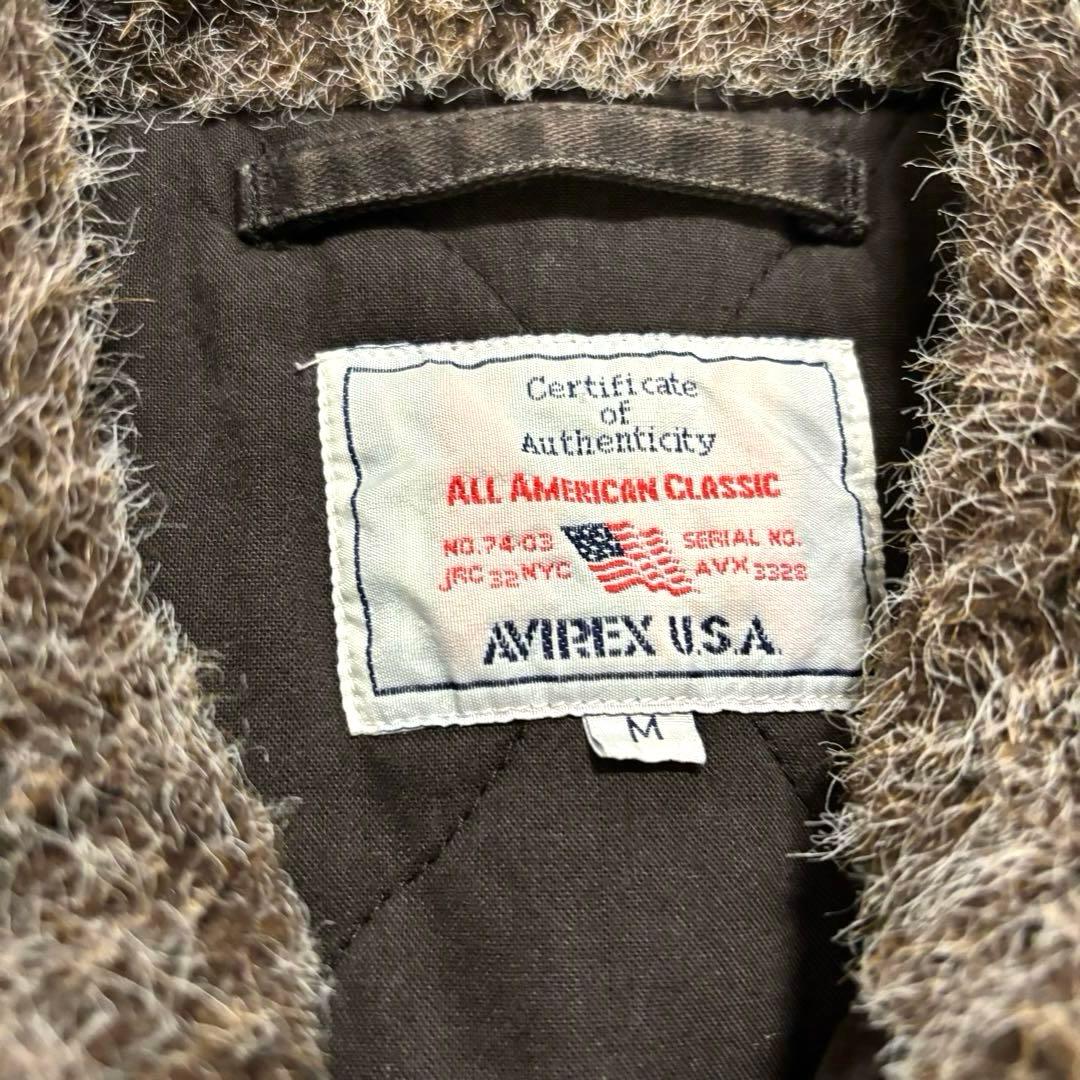 Certificate
of
Authenticity
ALL AMERICAN CLASSIC
NO.74-03 SERIAL NO.
JRC 32 NYC AVX 3328
AVIREX U.S.A.
M